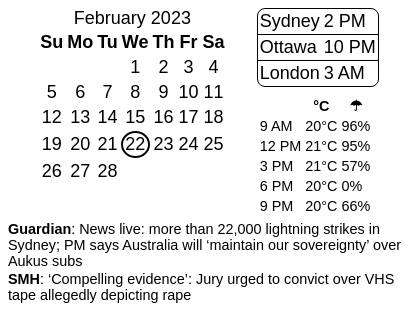 February 2023
Su Mo Tu We Th Fr Sa
1 2 3 4
5 6 7 8 9 10 11
12 13 14 15 16 17 18
19 20 21 22 23 24 25
26 27 28
Sydney 2 PM
Ottawa 10 PM
London 3 AM
°C ☂
9 AM 20°C 96%
12 PM 21°C 95%
3 PM 21°C 57%
6 PM 20°C 0%
9 PM 20°C 66%
Guardian: News live: more than 22,000 lightning strikes in
Sydney; PM says Australia will ‘maintain our sovereignty’ over
Aukus subs
SMH: ‘Compelling evidence’: Jury urged to convict over VHS
tape allegedly depicting rape